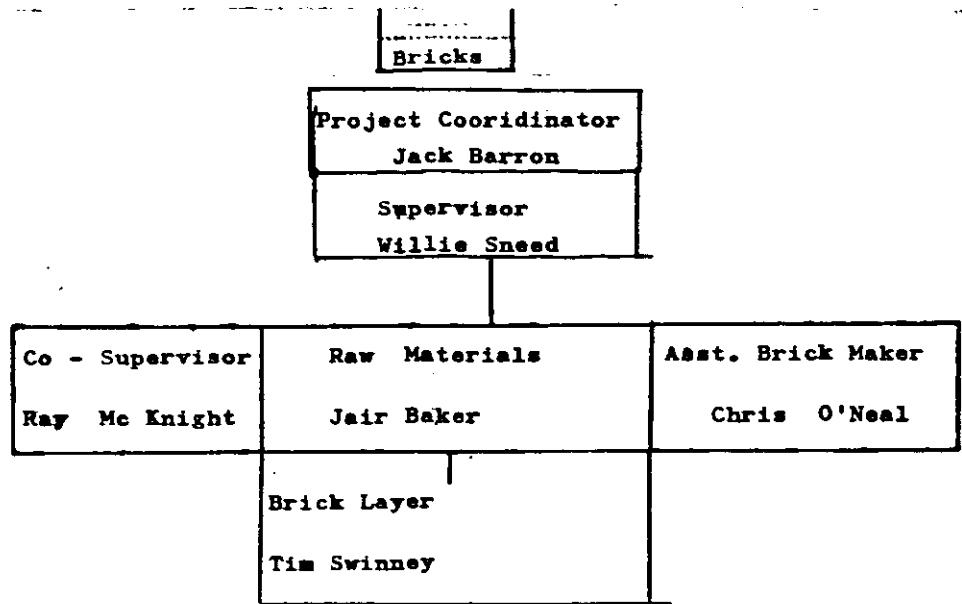 Bricks
Project Cooridinator
Jack Barron
Supervisor
Willie Sneed
Co - Supervisor
Ray Mc Knight
Raw Materials
Jair Baker
Asst. Brick Maker
Chris O'Neal
Brick Layer
Tim Swinney